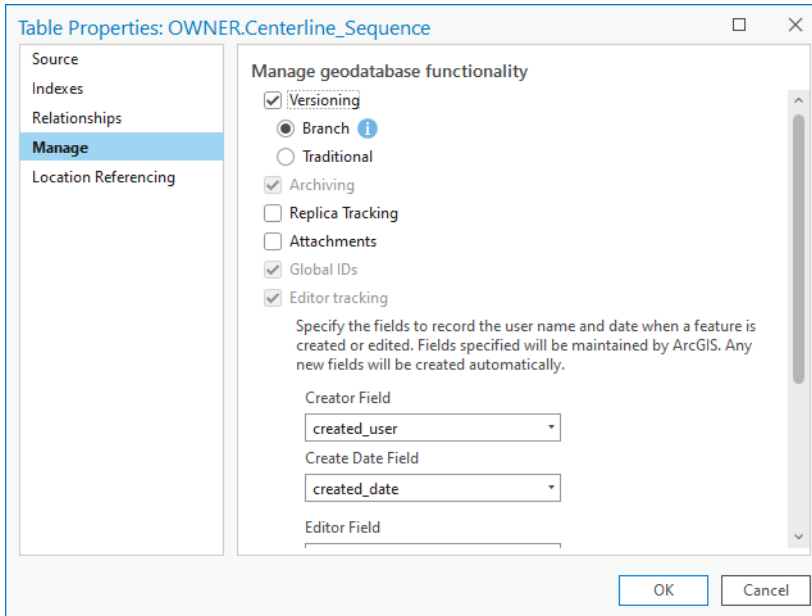 Table Properties: OWNER.Centerline_Sequence
Source
Indexes
Relationships
Manage
Location Referencing
Manage geodatabase functionality
Versioning
Branch
Traditional
Archiving
Replica Tracking
Attachments
Global IDs
Editor tracking
Specify the fields to record the user name and date when a feature is
created or edited. Fields specified will be maintained by ArcGIS. Any
new fields will be created automatically.
Creator Field
created_user
Create Date Field
created_date
Editor Field
OK Cancel